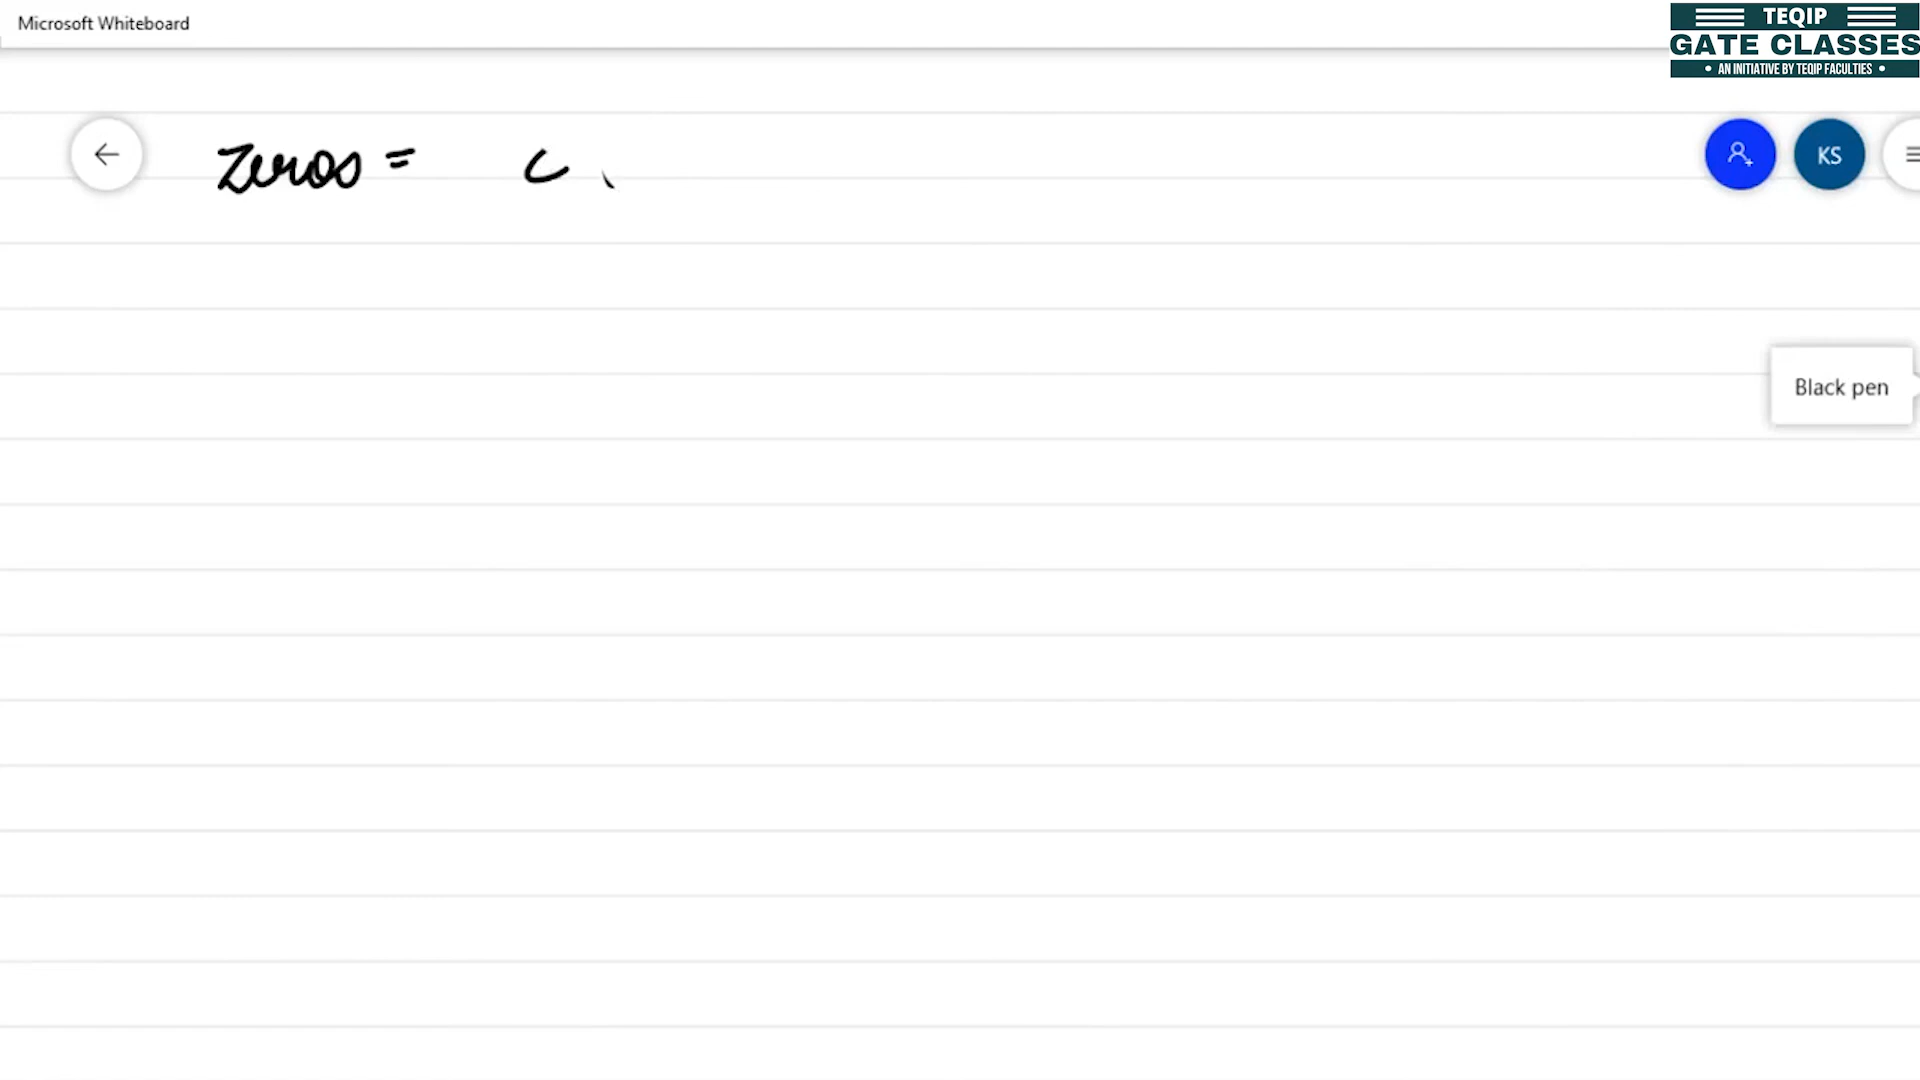 Microsoft Whiteboard
TEQIP
GATE CLASSES
• AN INITIATIVE BY TEQIP FACULTIES •
Zeros = C
KS
Black pen